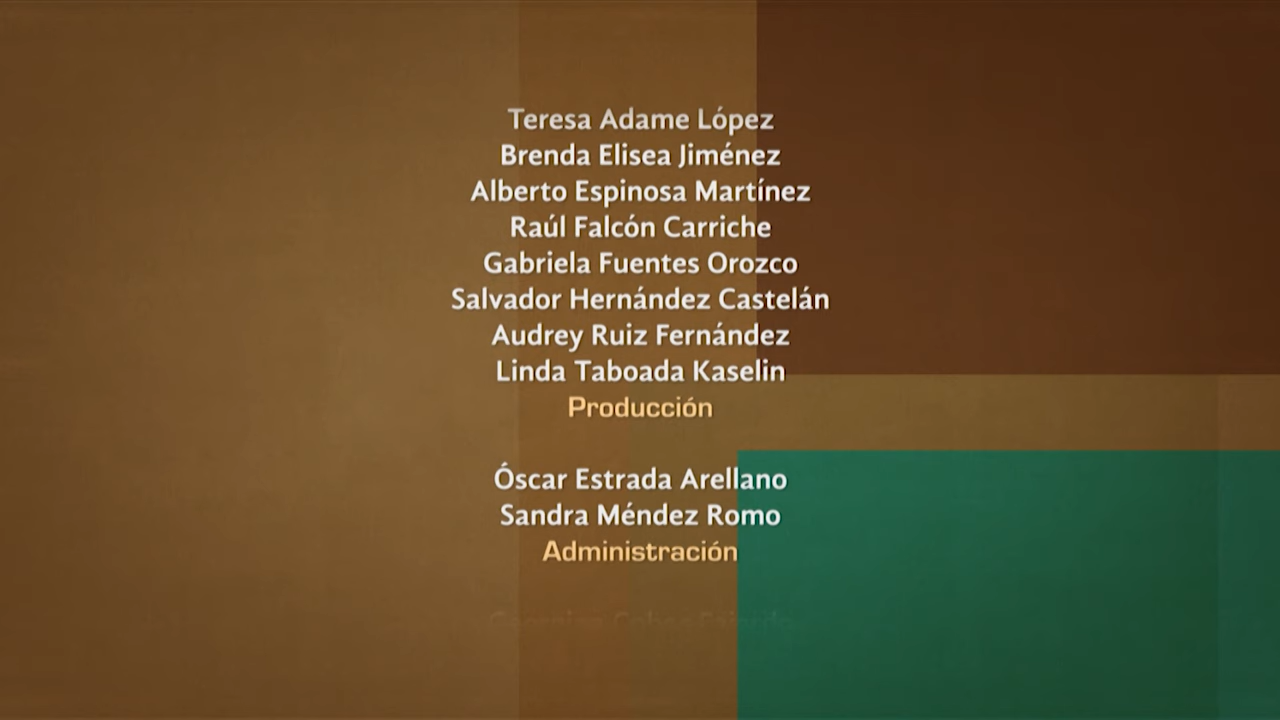 Teresa Adame López
Brenda Elisea Jiménez
Alberto Espinosa Martínez
Raúl Falcón Carriche
Gabriela Fuentes Orozco
Salvador Hernández Castelán
Audrey Ruiz Fernández
Linda Taboada Kaselin
Producción
Óscar Estrada Arellano
Sandra Méndez Romo
Administración